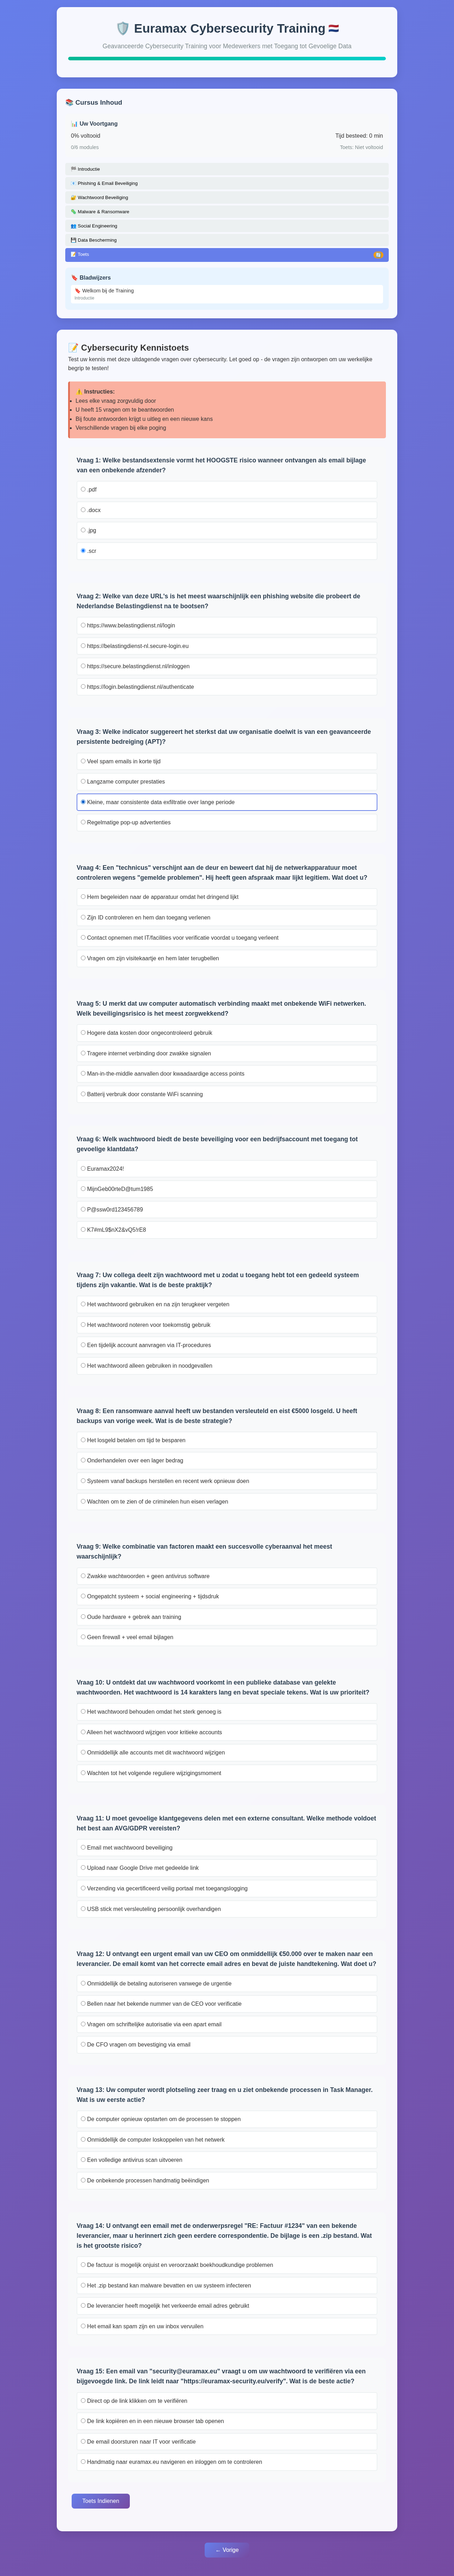 🛡️ Euramax Cybersecurity Training 🇳🇱
Geavanceerde Cybersecurity Training voor Medewerkers met Toegang tot Gevoelige Data
📚 Cursus Inhoud
📊 Uw Voortgang
0% voltooid Tijd besteed: 0 min
0/6 modules Toets: Niet voltooid
🏁 Introductie
📧 Phishing & Email Beveiliging
🔐 Wachtwoord Beveiliging
🦠 Malware & Ransomware
👥 Social Engineering
💾 Data Bescherming
📝 Toets
🔖 Bladwijzers
🔖 Welkom bij de Training
Introductie
📝 Cybersecurity Kennistoets
Test uw kennis met deze uitdagende vragen over cybersecurity. Let goed op - de vragen zijn ontworpen om uw werkelijke
begrip te testen!
⚠️ Instructies:
Lees elke vraag zorgvuldig door
U heeft 15 vragen om te beantwoorden
Bij foute antwoorden krijgt u uitleg en een nieuwe kans
Verschillende vragen bij elke poging
Vraag 1: Welke bestandsextensie vormt het HOOGSTE risico wanneer ontvangen als email bijlage
van een onbekende afzender?
.pdf
.docx
.jpg
.scr
Vraag 2: Welke van deze URL's is het meest waarschijnlijk een phishing website die probeert de
Nederlandse Belastingdienst na te bootsen?
https://www.belastingdienst.nl/login
https://belastingdienst-nl.secure-login.eu
https://secure.belastingdienst.nl/inloggen
https://login.belastingdienst.nl/authenticate
Vraag 3: Welke indicator suggereert het sterkst dat uw organisatie doelwit is van een geavanceerde
persistente bedreiging (APT)?
Veel spam emails in korte tijd
Langzame computer prestaties
Kleine, maar consistente data exfiltratie over lange periode
Regelmatige pop-up advertenties
Vraag 4: Een "technicus" verschijnt aan de deur en beweert dat hij de netwerkapparatuur moet
controleren wegens "gemelde problemen". Hij heeft geen afspraak maar lijkt legitiem. Wat doet u?
Hem begeleiden naar de apparatuur omdat het dringend lijkt
Zijn ID controleren en hem dan toegang verlenen
Contact opnemen met IT/facilities voor verificatie voordat u toegang verleent
Vragen om zijn visitekaartje en hem later terugbellen
Vraag 5: U merkt dat uw computer automatisch verbinding maakt met onbekende WiFi netwerken.
Welk beveiligingsrisico is het meest zorgwekkend?
Hogere data kosten door ongecontroleerd gebruik
Tragere internet verbinding door zwakke signalen
Man-in-the-middle aanvallen door kwaadaardige access points
Batterij verbruik door constante WiFi scanning
Vraag 6: Welk wachtwoord biedt de beste beveiliging voor een bedrijfsaccount met toegang tot
gevoelige klantdata?
Euramax2024!
MijnGeb00rteD@tum1985
P@ssw0rd123456789
K7#mL9$nX2&vQ5!rE8
Vraag 7: Uw collega deelt zijn wachtwoord met u zodat u toegang hebt tot een gedeeld systeem
tijdens zijn vakantie. Wat is de beste praktijk?
Het wachtwoord gebruiken en na zijn terugkeer vergeten
Het wachtwoord noteren voor toekomstig gebruik
Een tijdelijk account aanvragen via IT-procedures
Het wachtwoord alleen gebruiken in noodgevallen
Vraag 8: Een ransomware aanval heeft uw bestanden versleuteld en eist €5000 losgeld. U heeft
backups van vorige week. Wat is de beste strategie?
Het losgeld betalen om tijd te besparen
Onderhandelen over een lager bedrag
Systeem vanaf backups herstellen en recent werk opnieuw doen
Wachten om te zien of de criminelen hun eisen verlagen
Vraag 9: Welke combinatie van factoren maakt een succesvolle cyberaanval het meest
waarschijnlijk?
Zwakke wachtwoorden + geen antivirus software
Ongepatcht systeem + social engineering + tijdsdruk
Oude hardware + gebrek aan training
Geen firewall + veel email bijlagen
Vraag 10: U ontdekt dat uw wachtwoord voorkomt in een publieke database van gelekte
wachtwoorden. Het wachtwoord is 14 karakters lang en bevat speciale tekens. Wat is uw prioriteit?
Het wachtwoord behouden omdat het sterk genoeg is
Alleen het wachtwoord wijzigen voor kritieke accounts
Onmiddellijk alle accounts met dit wachtwoord wijzigen
Wachten tot het volgende reguliere wijzigingsmoment
Vraag 11: U moet gevoelige klantgegevens delen met een externe consultant. Welke methode voldoet
het best aan AVG/GDPR vereisten?
Email met wachtwoord beveiliging
Upload naar Google Drive met gedeelde link
Verzending via gecertificeerd veilig portaal met toegangslogging
USB stick met versleuteling persoonlijk overhandigen
Vraag 12: U ontvangt een urgent email van uw CEO om onmiddellijk €50.000 over te maken naar een
leverancier. De email komt van het correcte email adres en bevat de juiste handtekening. Wat doet u?
Onmiddellijk de betaling autoriseren vanwege de urgentie
Bellen naar het bekende nummer van de CEO voor verificatie
Vragen om schriftelijke autorisatie via een apart email
De CFO vragen om bevestiging via email
Vraag 13: Uw computer wordt plotseling zeer traag en u ziet onbekende processen in Task Manager.
Wat is uw eerste actie?
De computer opnieuw opstarten om de processen te stoppen
Onmiddellijk de computer loskoppelen van het netwerk
Een volledige antivirus scan uitvoeren
De onbekende processen handmatig beëindigen
Vraag 14: U ontvangt een email met de onderwerpsregel "RE: Factuur #1234" van een bekende
leverancier, maar u herinnert zich geen eerdere correspondentie. De bijlage is een .zip bestand. Wat
is het grootste risico?
De factuur is mogelijk onjuist en veroorzaakt boekhoudkundige problemen
Het .zip bestand kan malware bevatten en uw systeem infecteren
De leverancier heeft mogelijk het verkeerde email adres gebruikt
Het email kan spam zijn en uw inbox vervuilen
Vraag 15: Een email van "security@euramax.eu" vraagt u om uw wachtwoord te verifiëren via een
bijgevoegde link. De link leidt naar "https://euramax-security.eu/verify". Wat is de beste actie?
Direct op de link klikken om te verifiëren
De link kopiëren en in een nieuwe browser tab openen
De email doorsturen naar IT voor verificatie
Handmatig naar euramax.eu navigeren en inloggen om te controleren
Toets Indienen
← Vorige